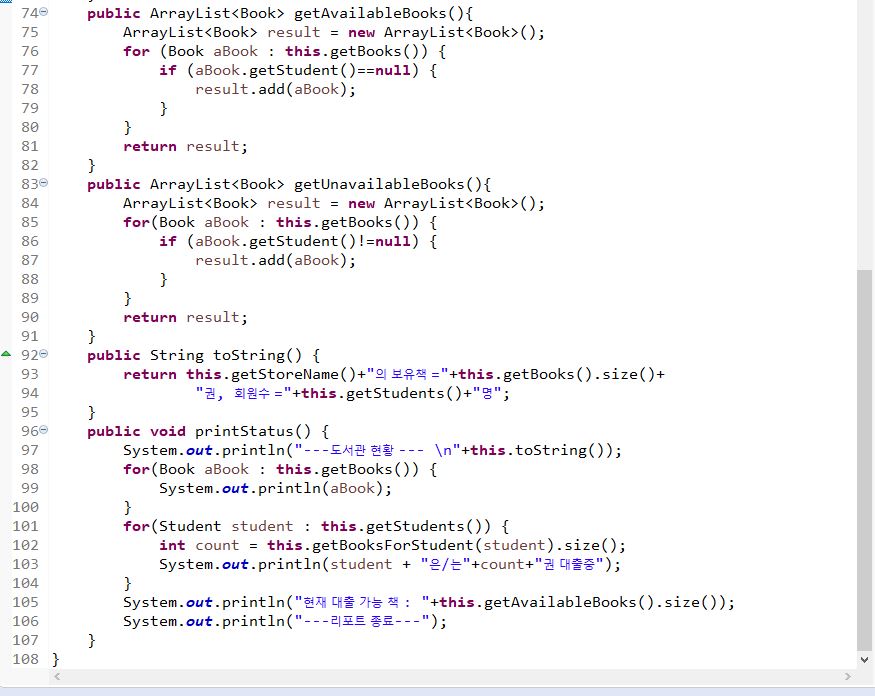 74 public ArrayList<Book> getAvailableBooks(){
75 ArrayList<Book> result = new ArrayList<Book>();
76 for (Book aBook : this.getBooks()) {
77 if (aBook.getStudent()==null) {
78 result.add(aBook);
79 }
80 }
81 return result;
82 }
83 public ArrayList<Book> getUnavailableBooks(){
84 ArrayList<Book> result = new ArrayList<Book>();
85 for(Book aBook : this.getBooks()) {
86 if (aBook.getStudent()!=null) {
87 result.add(aBook);
88 }
89 }
90 return result;
91 }
92 public String toString() {
93 return this.getStoreName()+"의 보유책 ="+this.getBooks().size()+
94 "권, 회원수 ="+this.getStudents()+"명";
95 }
96 public void printStatus() {
97 System.out.println("---도서관 현황 --- \n"+this.toString());
98 for(Book aBook : this.getBooks()) {
99 System.out.println(aBook);
100 }
101 for(Student student : this.getStudents()) {
102 int count = this.getBooksForStudent(student).size();
103 System.out.println(student + "은/는"+count+"권 대출중");
104 }
105 System.out.println("현재 대출 가능 책 : "+this.getAvailableBooks().size());
106 System.out.println("---리포트 종료---");
107 }
108 }